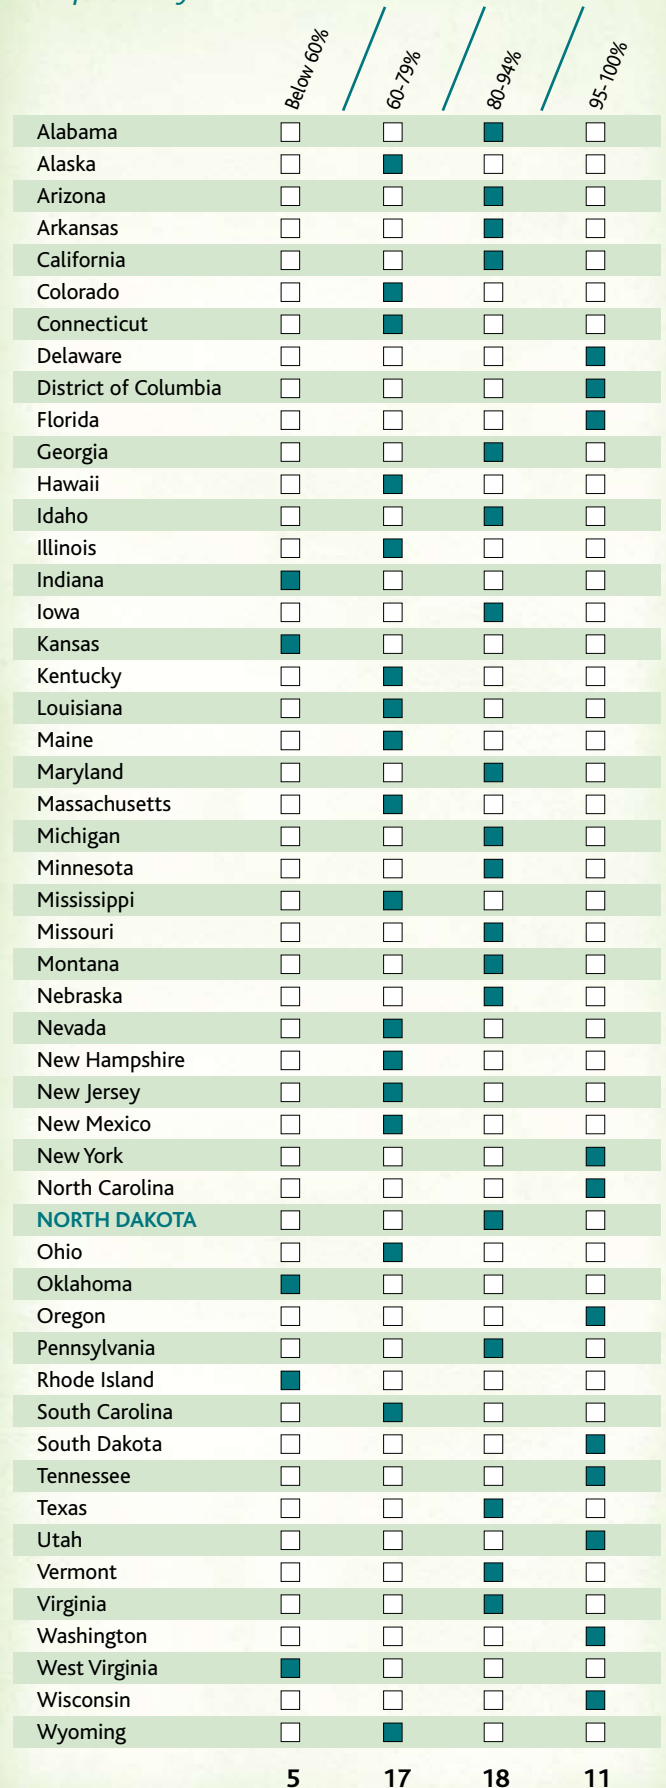 Below 60%
60-79%
80-94%
95-100%
Alabama
Alaska
Arizona
Arkansas
California
Colorado
Connecticut
Delaware
District of Columbia
Florida
Georgia
Hawaii
Idaho
Illinois
Indiana
Iowa
Kansas
Kentucky
Louisiana
Maine
Maryland
Massachusetts
Michigan
Minnesota
Mississippi
Missouri
Montana
Nebraska
Nevada
New Hampshire
New Jersey
New Mexico
New York
North Carolina
NORTH DAKOTA
Ohio
Oklahoma
Oregon
Pennsylvania
Rhode Island
South Carolina
South Dakota
Tennessee
Texas
Utah
Vermont
Virginia
Washington
West Virginia
Wisconsin
Wyoming
5 17 18 11